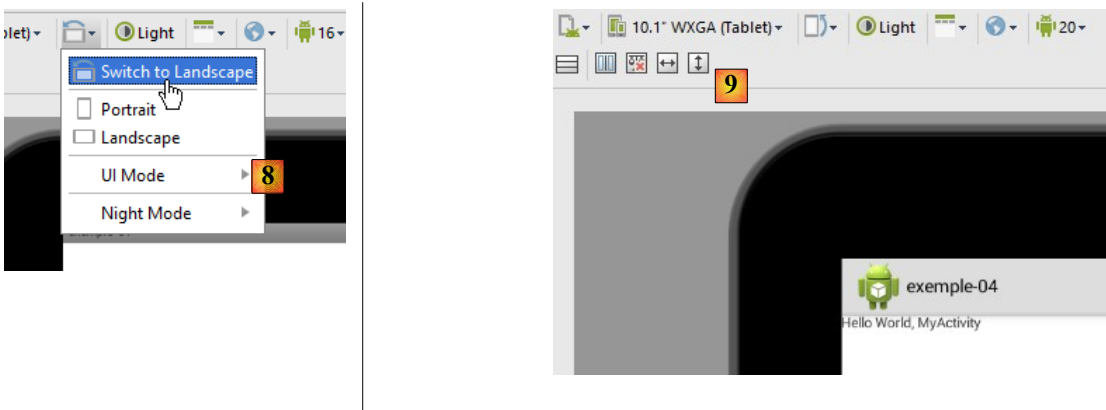 olet)
Light
16
Switch to Landscape
Portrait
Landscape
UI Mode
8
Night Mode
10.1" WXGA (Tablet)
Light
20
9
exemple-04
Hello World, MyActivity